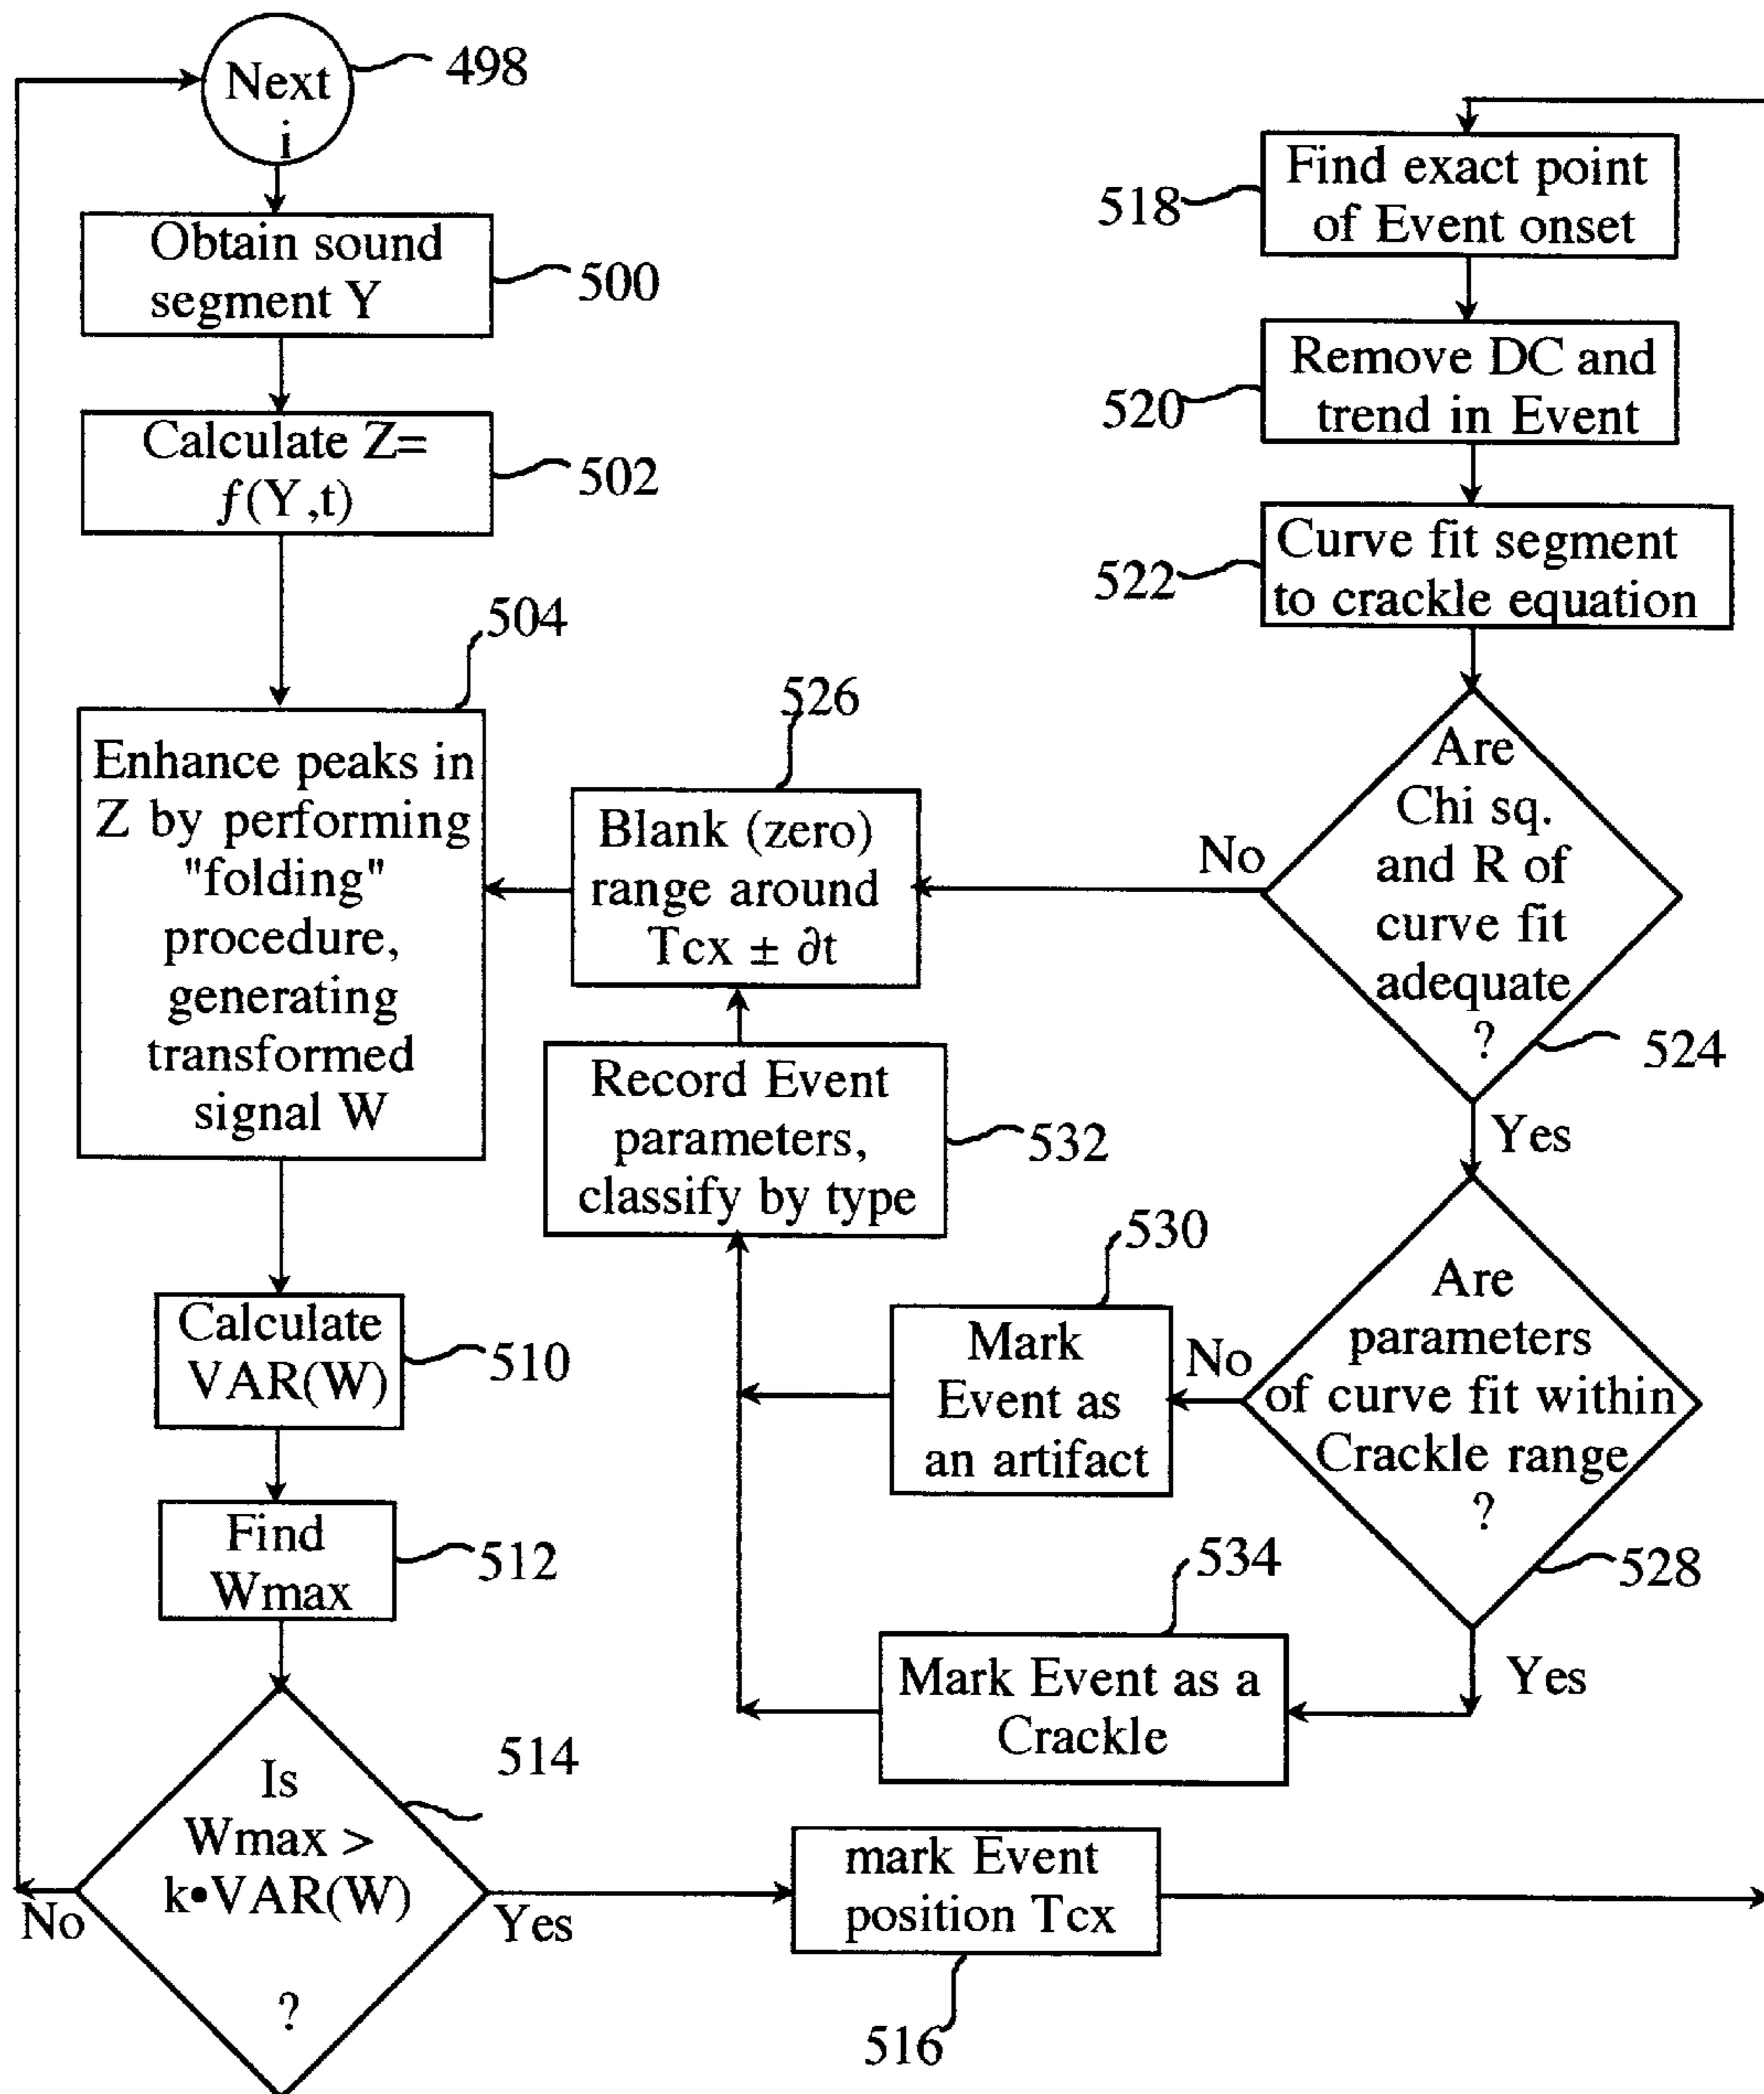 Next
i
498
Obtain sound
segment Y
500
Calculate Z=
f(Y,t)
502
504
Enhance peaks in
Z by performing
"folding"
procedure,
generating
transformed
signal W
Calculate
VAR(W)
510
Find
Wmax
512
Is
Wmax >
k•VAR(W)
?
514
No
Yes
mark Event
position Tcx
516
Find exact point
of Event onset
518
Remove DC and
trend in Event
520
Curve fit segment
to crackle equation
522
Are
Chi sq.
and R of
curve fit
adequate
?
524
No
Yes
526
Blank (zero)
range around
Tcx ± ∂t
Record Event
parameters,
classify by type
532
Are
parameters
of curve fit within
Crackle range
?
528
No
Yes
530
Mark
Event as
an artifact
534
Mark Event as a
Crackle